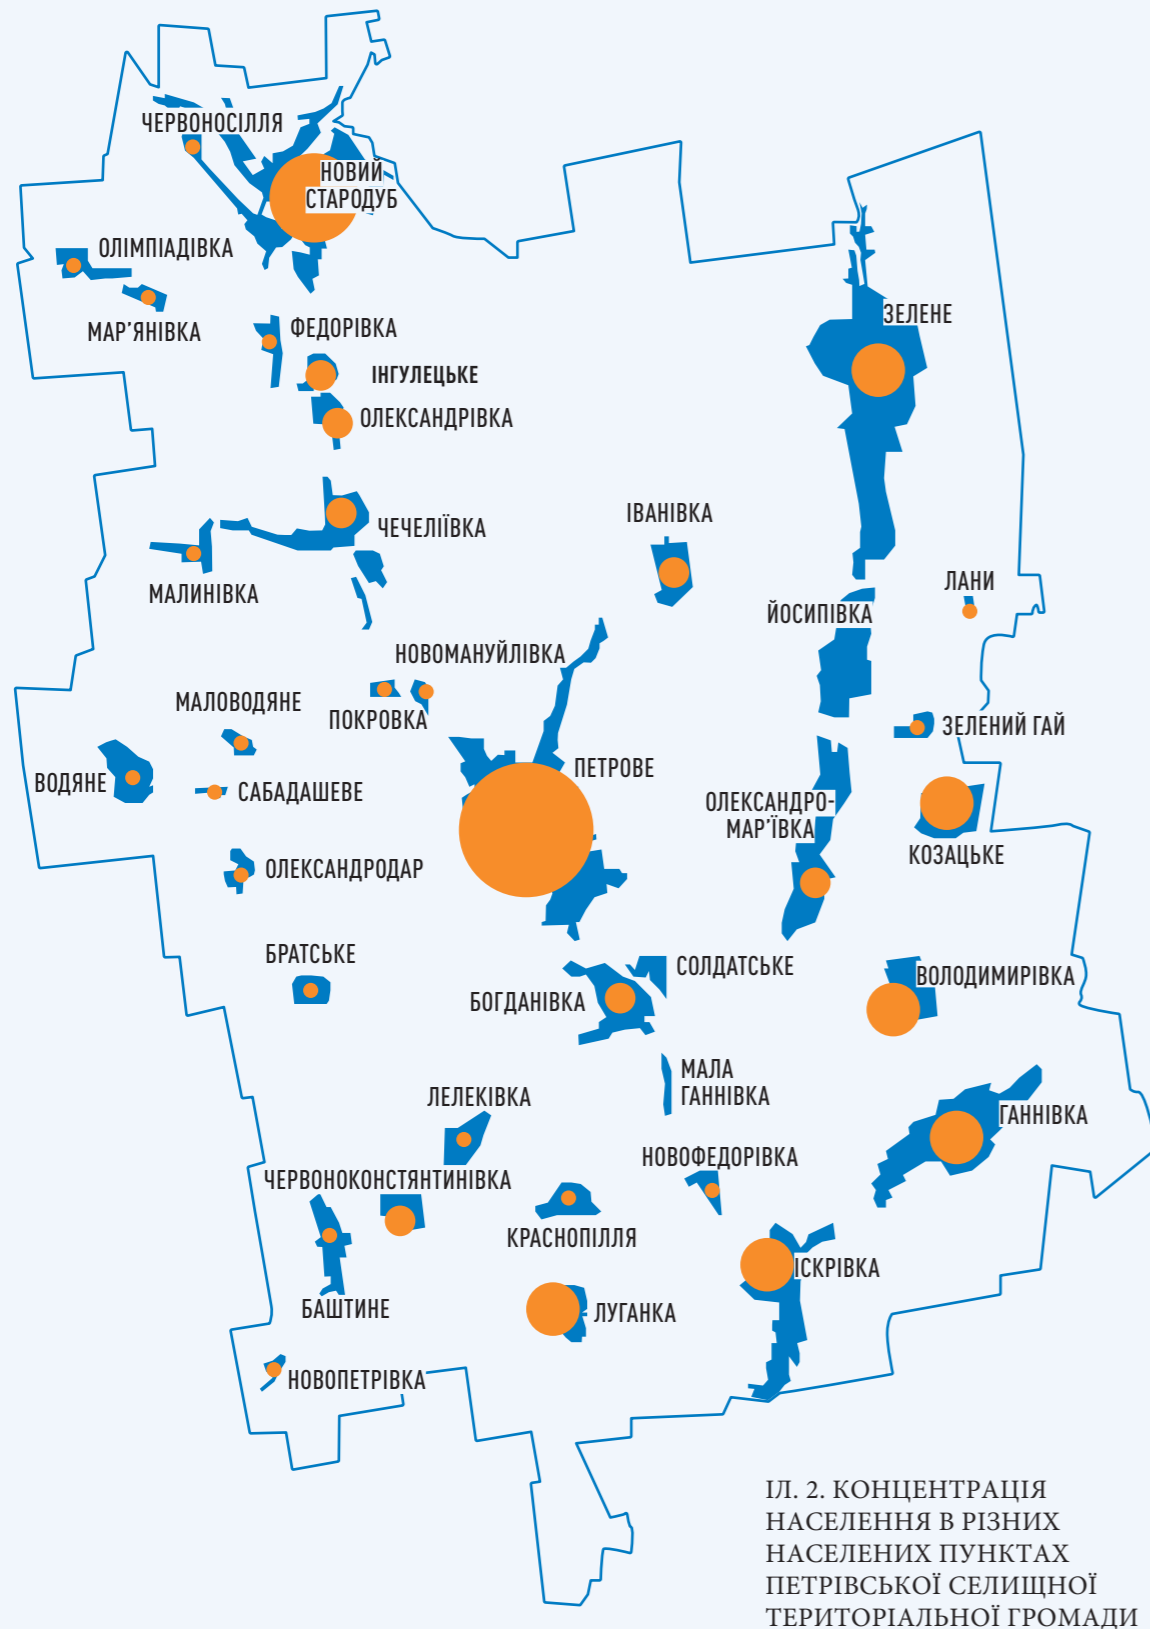 ЧЕРВОНОСІЛЛЯ
НОВИЙ
СТАРОДУБ
ОЛІМПІАДІВКА
МАР’ЯНІВКА
ФЕДОРІВКА
ЗЕЛЕНЕ
ІНГУЛЕЦЬКЕ
ОЛЕКСАНДРІВКА
ЧЕЧЕЛІЇВКА
ІВАНІВКА
МАЛИНІВКА
ЛАНИ
ЙОСИПІВКА
НОВОМАНУЙЛІВКА
МАЛОВОДЯНЕ
ПОКРОВКА
ЗЕЛЕНИЙ ГАЙ
ВОДЯНЕ
САБАДАШЕВЕ
ПЕТРОВЕ
ОЛЕКСАНДРО-
МАР’ЇВКА
КОЗАЦЬКЕ
ОЛЕКСАНДРОДАР
БРАТСЬКЕ
СОЛДАТСЬКЕ
БОГДАНІВКА
ВОЛОДИМИРІВКА
МАЛА
ГАННІВКА
ЛЕЛЕКІВКА
ГАННІВКА
НОВОФЕДОРІВКА
ЧЕРВОНОКОНСТЯНТИНІВКА
КРАСНОПІЛЛЯ
ІСКРІВКА
БАШТИНЕ
ЛУГАНКА
НОВОПЕТРІВКА
ІЛ. 2. КОНЦЕНТРАЦІЯ
НАСЕЛЕННЯ В РІЗНИХ
НАСЕЛЕНИХ ПУНКТАХ
ПЕТРІВСЬКОЇ СЕЛИЩНОЇ
ТЕРИТОРІАЛЬНОЇ ГРОМАДИ